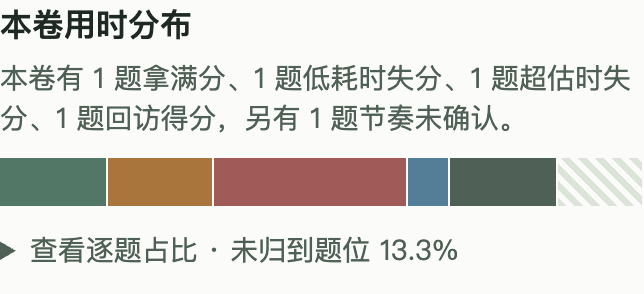 本卷用时分布
本卷有 1 题拿满分、1 题低耗时失分、1 题超估时失
分、1 题回访得分，另有 1 题节奏未确认。
▶ 查看逐题占比 · 未归到题位 13.3%